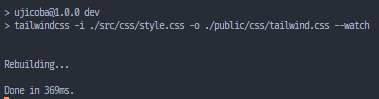 > ujicoba@1.0.0 dev
> tailwindcss -i ./src/css/style.css -o ./public/css/tailwind.css --watch
Rebuilding...
Done in 369ms.